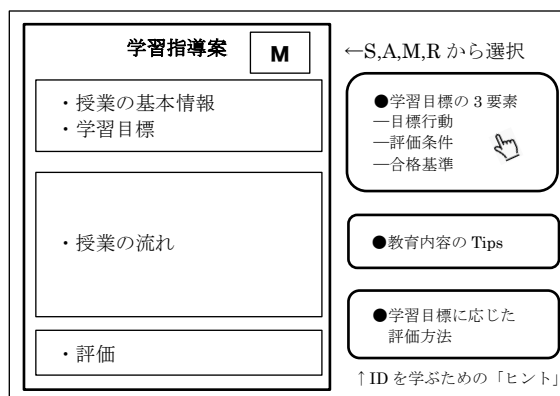 学習指導案
M
←S,A,M,R から選択
・授業の基本情報
・学習目標
●学習目標の 3 要素
―目標行動
―評価条件
―合格基準
・授業の流れ
●教育内容の Tips
●学習目標に応じた
評価方法
・評価
↑ID を学ぶための「ヒント」